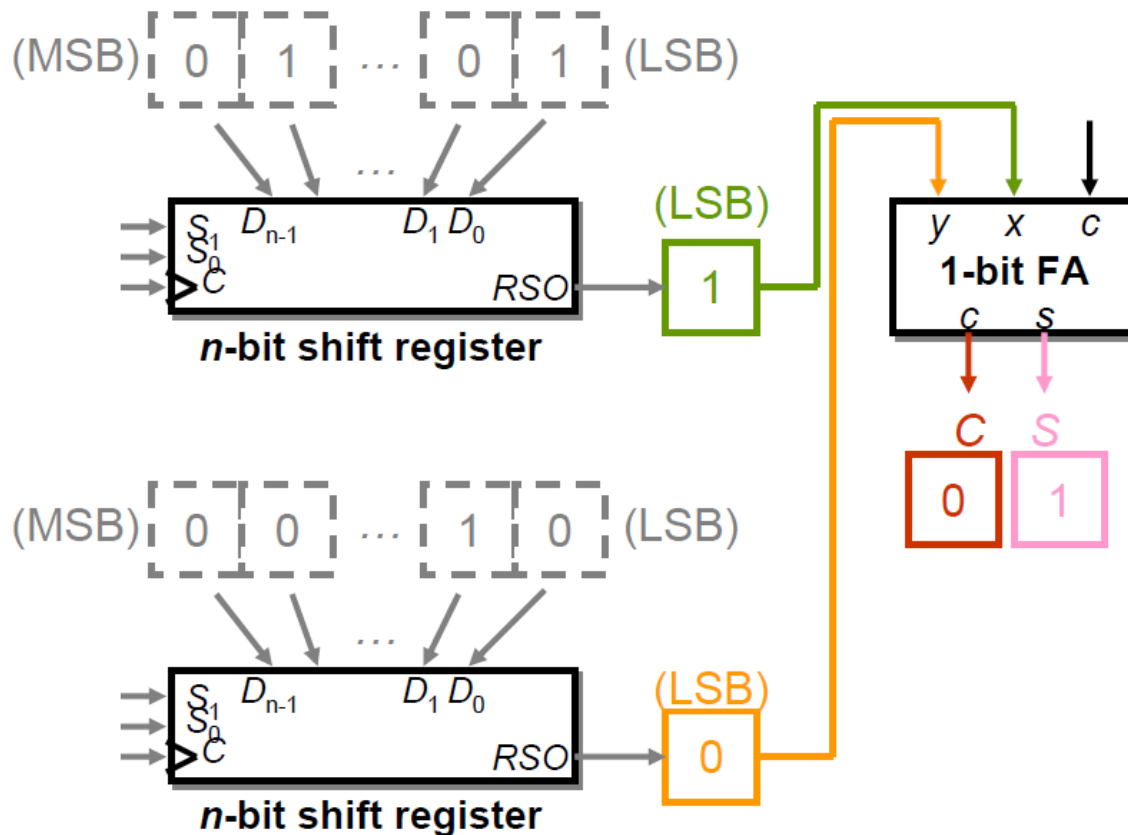 (MSB) 0 1 ... 0 1 (LSB)
...
S1 Dn-1 D1 D0
S0
C RSO
n-bit shift register
(LSB)
1
y x c
1-bit FA
c s
C S
0 1
(MSB) 0 0 ... 1 0 (LSB)
...
S1 Dn-1 D1 D0
S0
C RSO
n-bit shift register
(LSB)
0